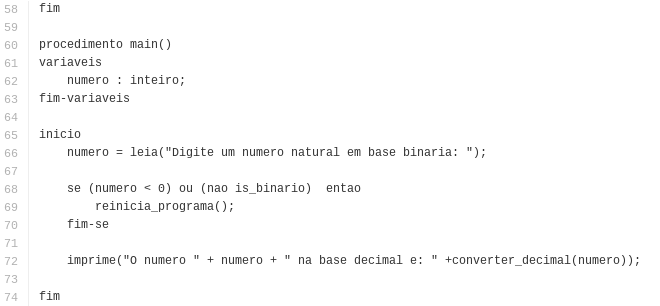 58 fim
59
60 procedimento main()
61 variaveis
62 numero : inteiro;
63 fim-variaveis
64
65 inicio
66 numero = leia("Digite um numero natural em base binaria: ");
67
68 se (numero < 0) ou (nao is_binario)  entao
69 reinicia_programa();
70 fim-se
71
72 imprime("O numero " + numero + " na base decimal e: " +converter_decimal(numero));
73
74 fim